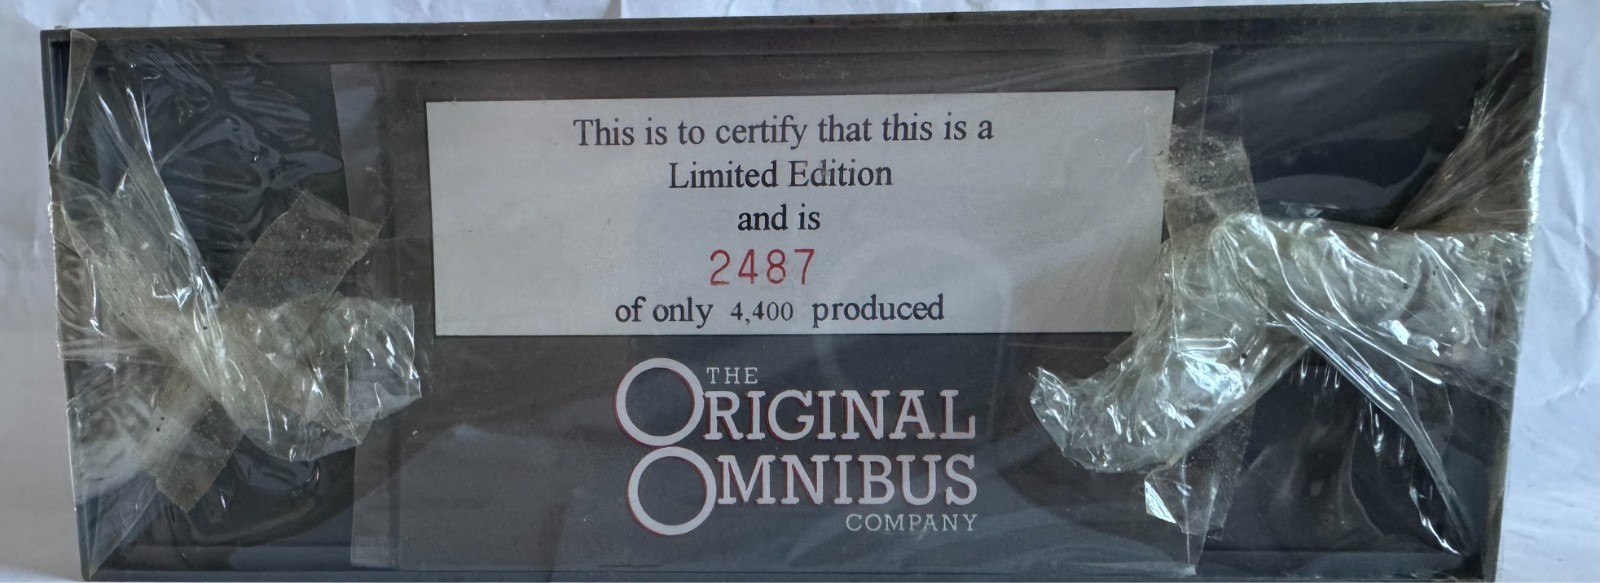 This is to certify that this is a
Limited Edition
and is
2487
of only 4,400 produced
THE
ORIGINAL
OMNIBUS
COMPANY